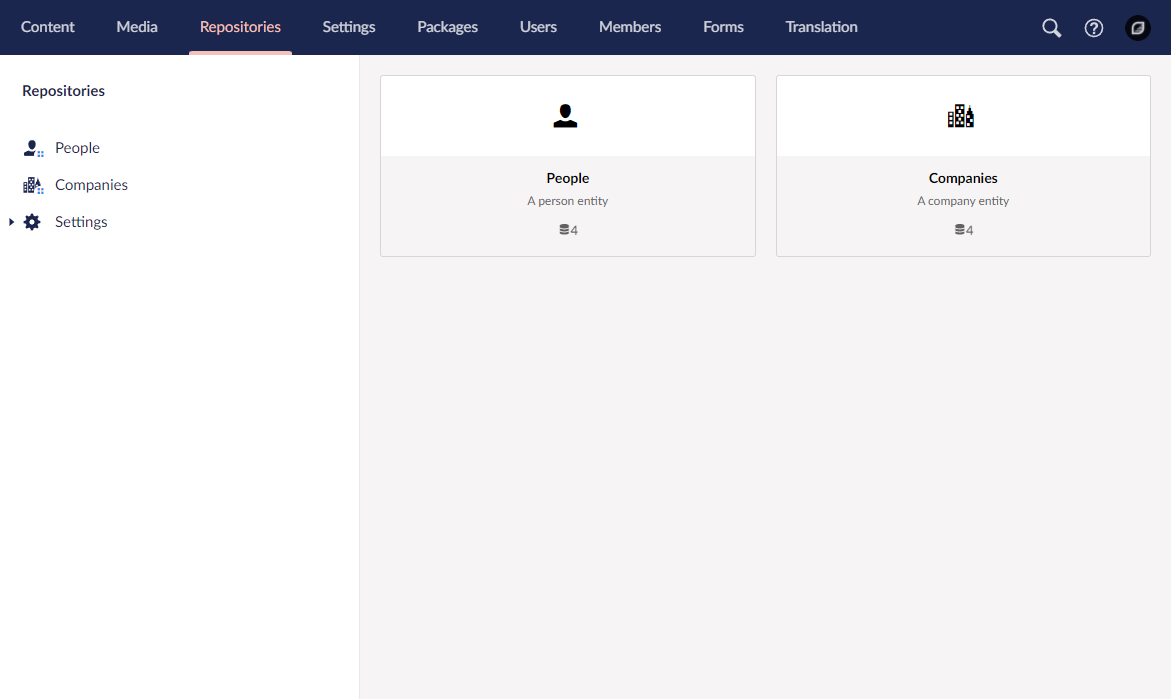 Content Media Repositories Settings Packages Users Members Forms Translation
Repositories
People
Companies
Settings
People
A person entity
4
Companies
A company entity
4